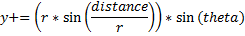 y+= (r * sin (distance / r)) * sin (theta)